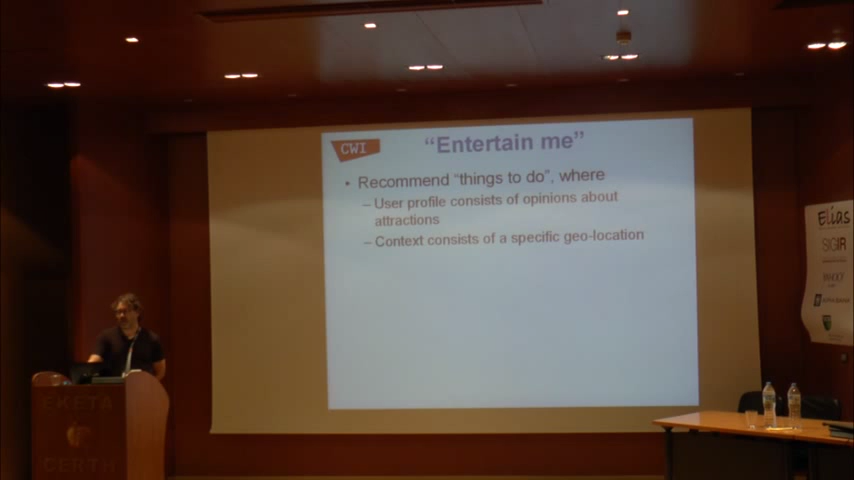 CWI
"Entertain me"
• Recommend "things to do", where
– User profile consists of opinions about
attractions
– Context consists of a specific geo-location
Elias
SIGIR
YAHOO!
EKETA
CERTH